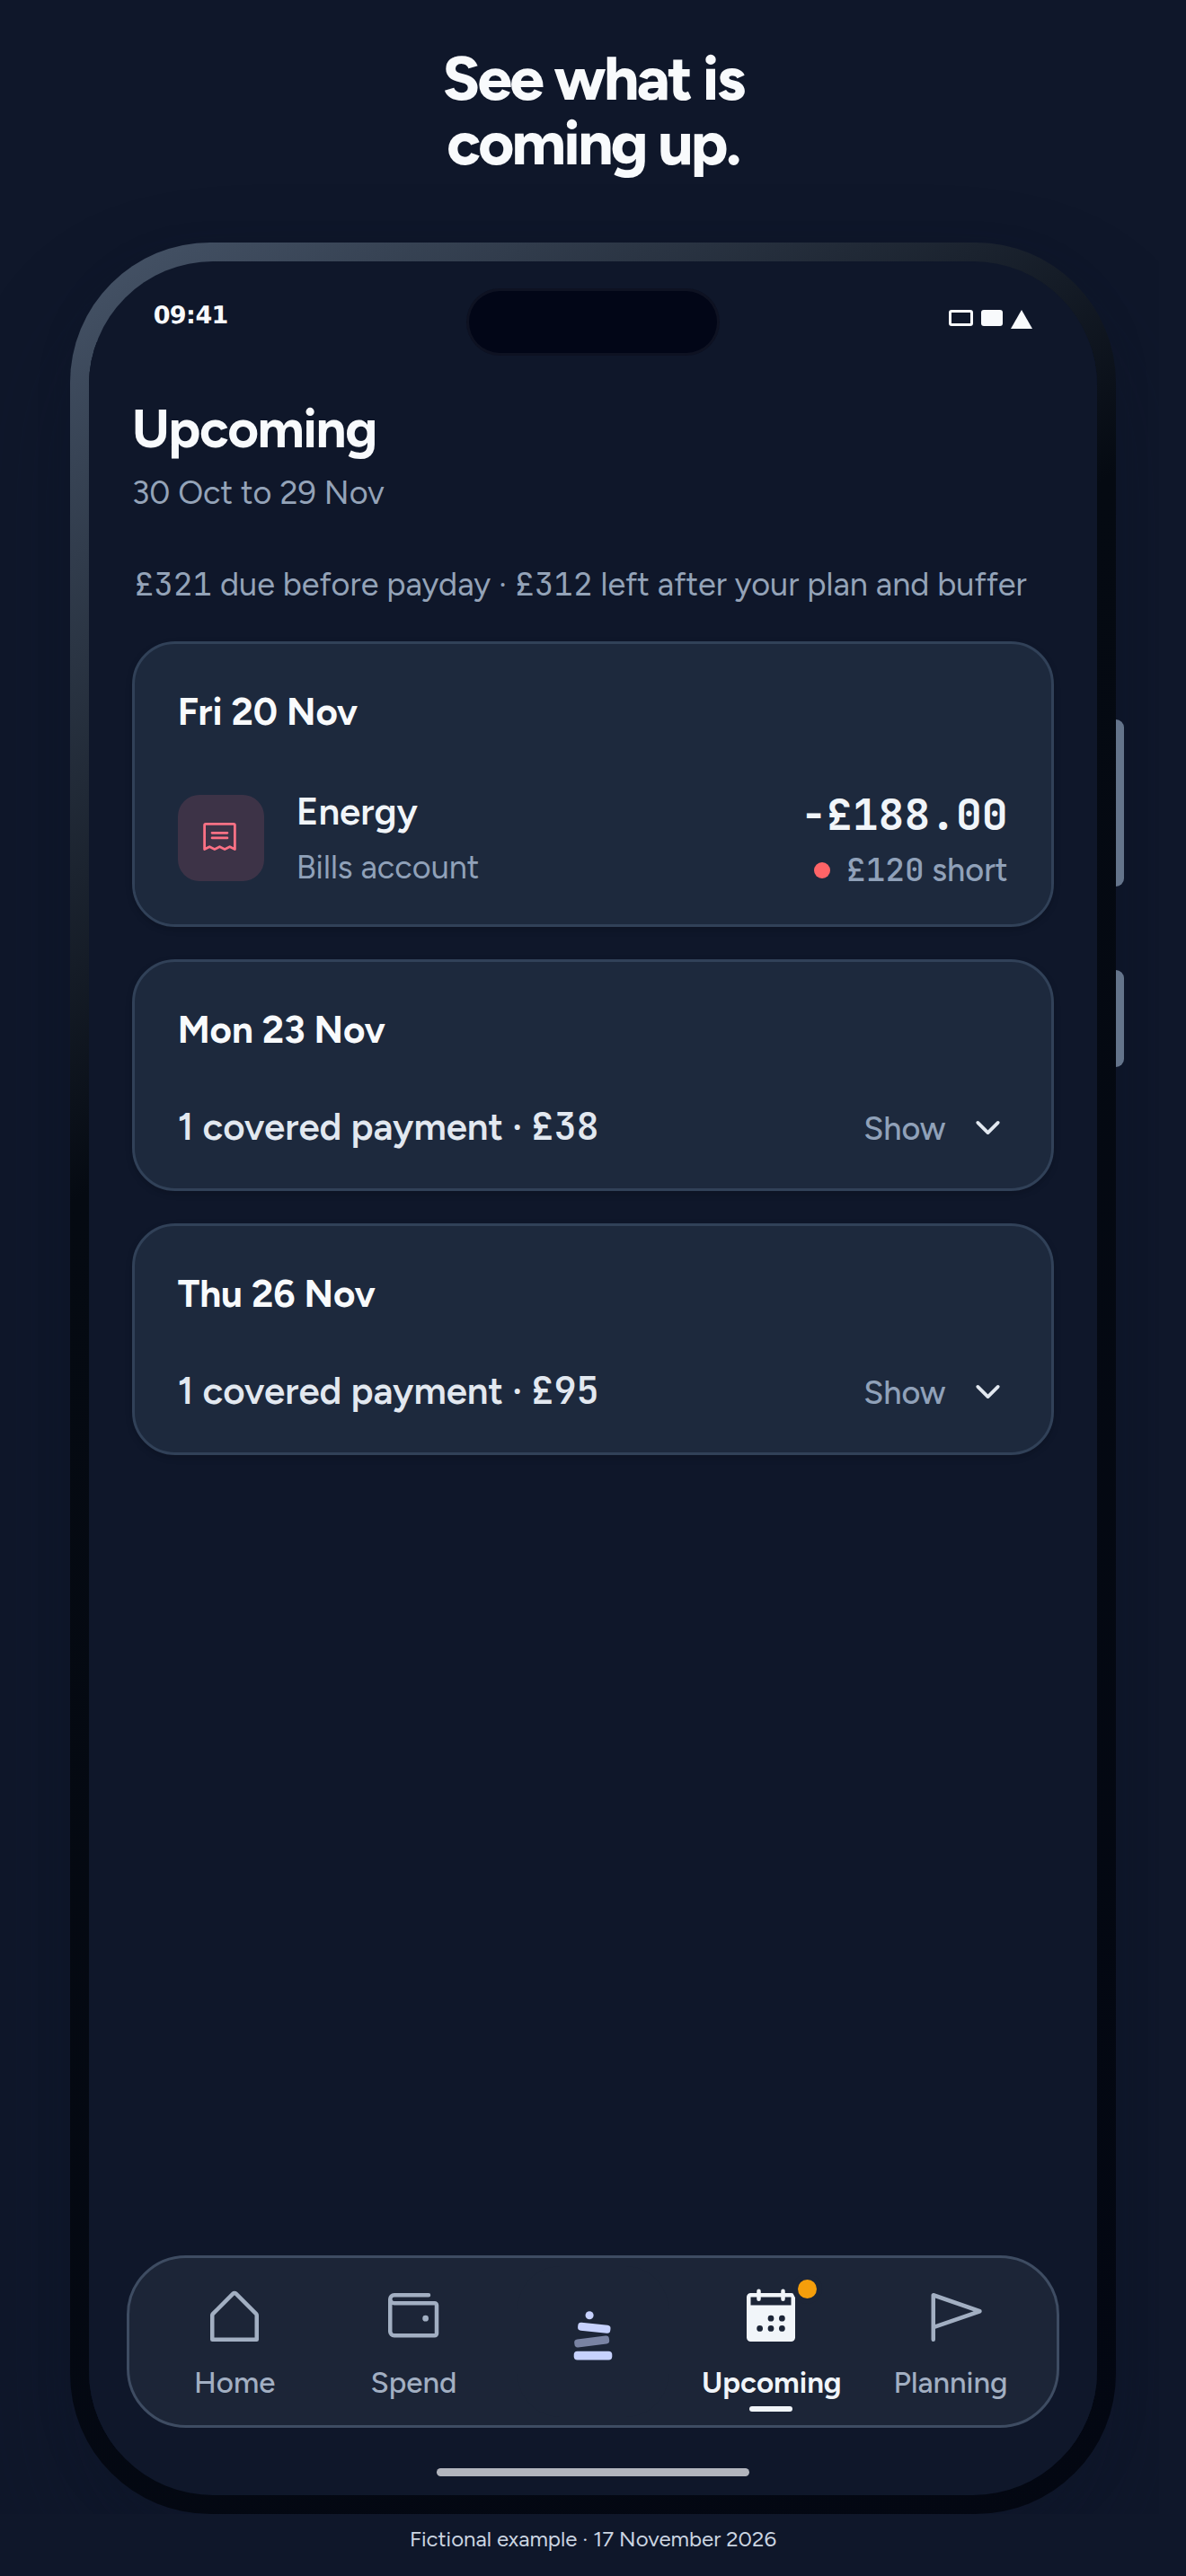 See what is
coming up.
09:41
Upcoming
30 Oct to 29 Nov
£321 due before payday · £312 left after your plan and buffer
Fri 20 Nov
Energy
-£188.00
Bills account
£120 short
Mon 23 Nov
1 covered payment · £38
Show
Thu 26 Nov
1 covered payment · £95
Show
Home
Spend
Upcoming
Planning
Fictional example · 17 November 2026